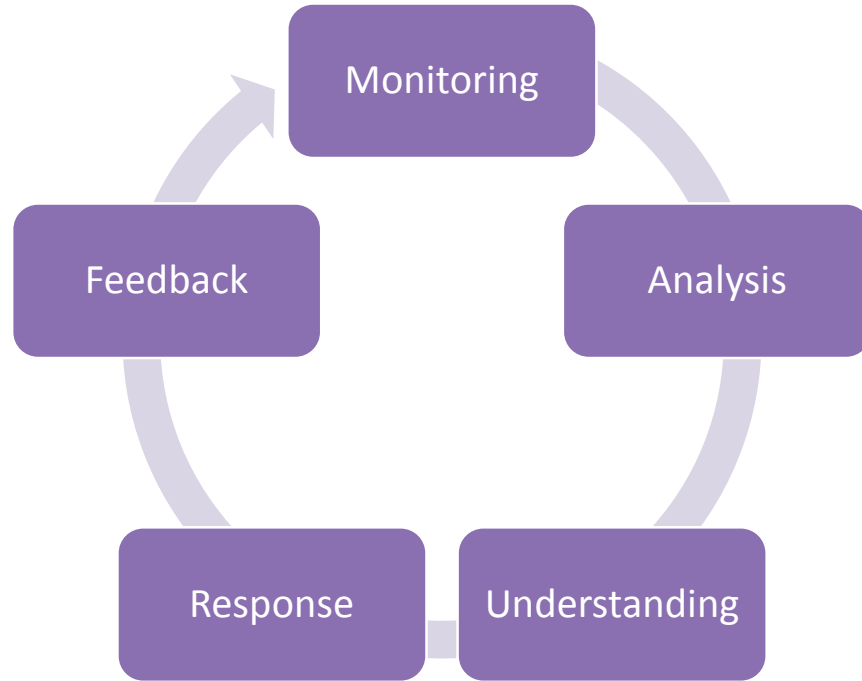 Monitoring
Analysis
Understanding
Response
Feedback